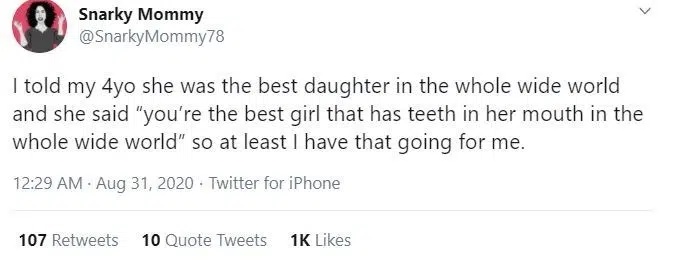 Snarky Mommy
@SnarkyMommy78
I told my 4yo she was the best daughter in the whole wide world
and she said “you’re the best girl that has teeth in her mouth in the
whole wide world” so at least I have that going for me.
12:29 AM · Aug 31, 2020 · Twitter for iPhone
107 Retweets 10 Quote Tweets 1K Likes